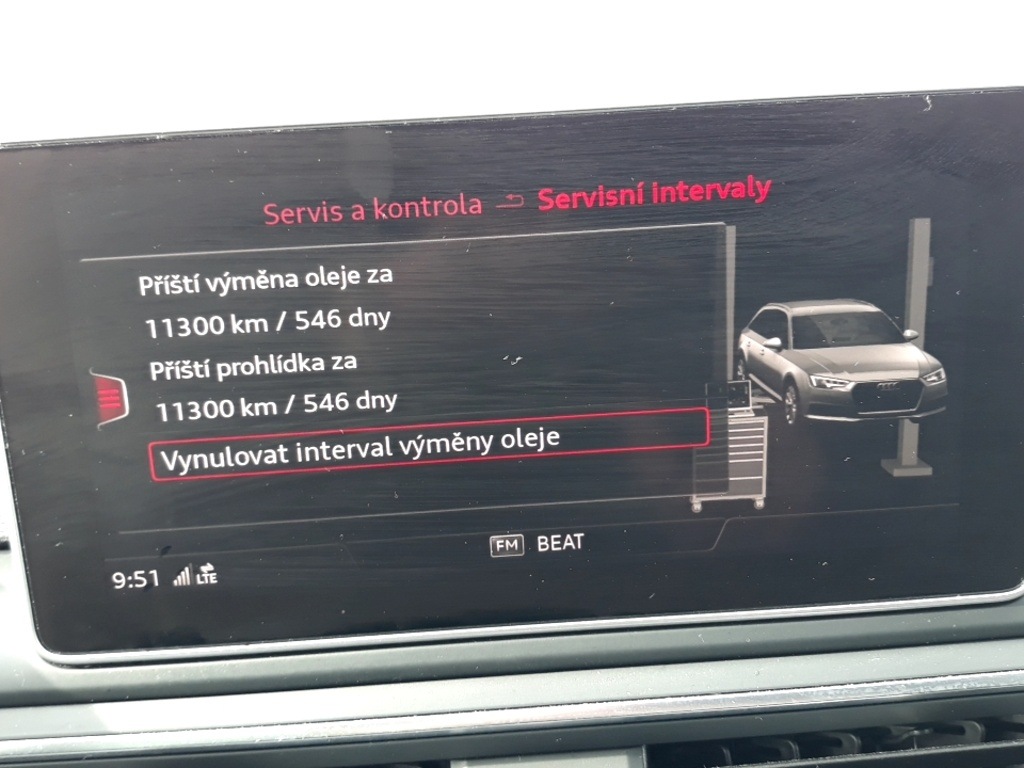 Servis a kontrola Servisní intervaly
Příští výměna oleje za
11300 km / 546 dny
Příští prohlídka za
11300 km / 546 dny
Vynulovat interval výměny oleje
FM BEAT
9:51 LTE